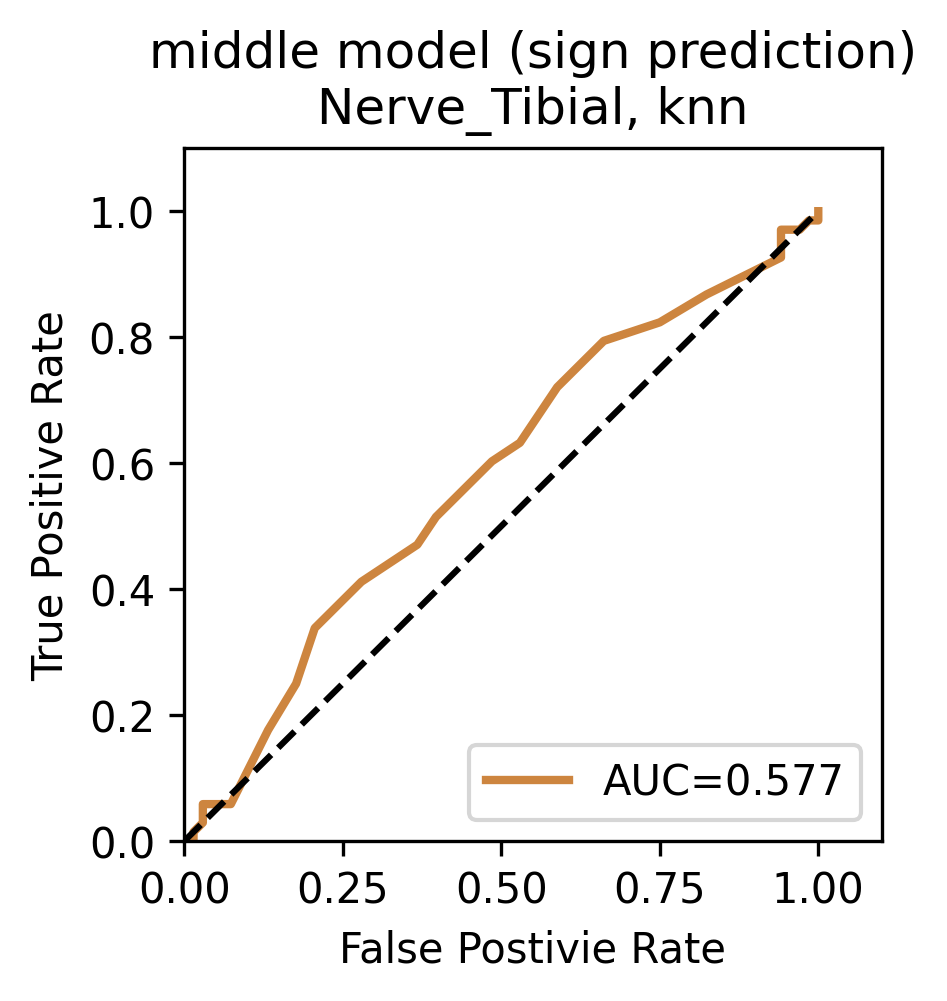 middle model (sign prediction)
Nerve_Tibial, knn
True Positive Rate
1.0
0.8
0.6
0.4
0.2
0.0
AUC=0.577
0.00 0.25 0.50 0.75 1.00
False Postivie Rate